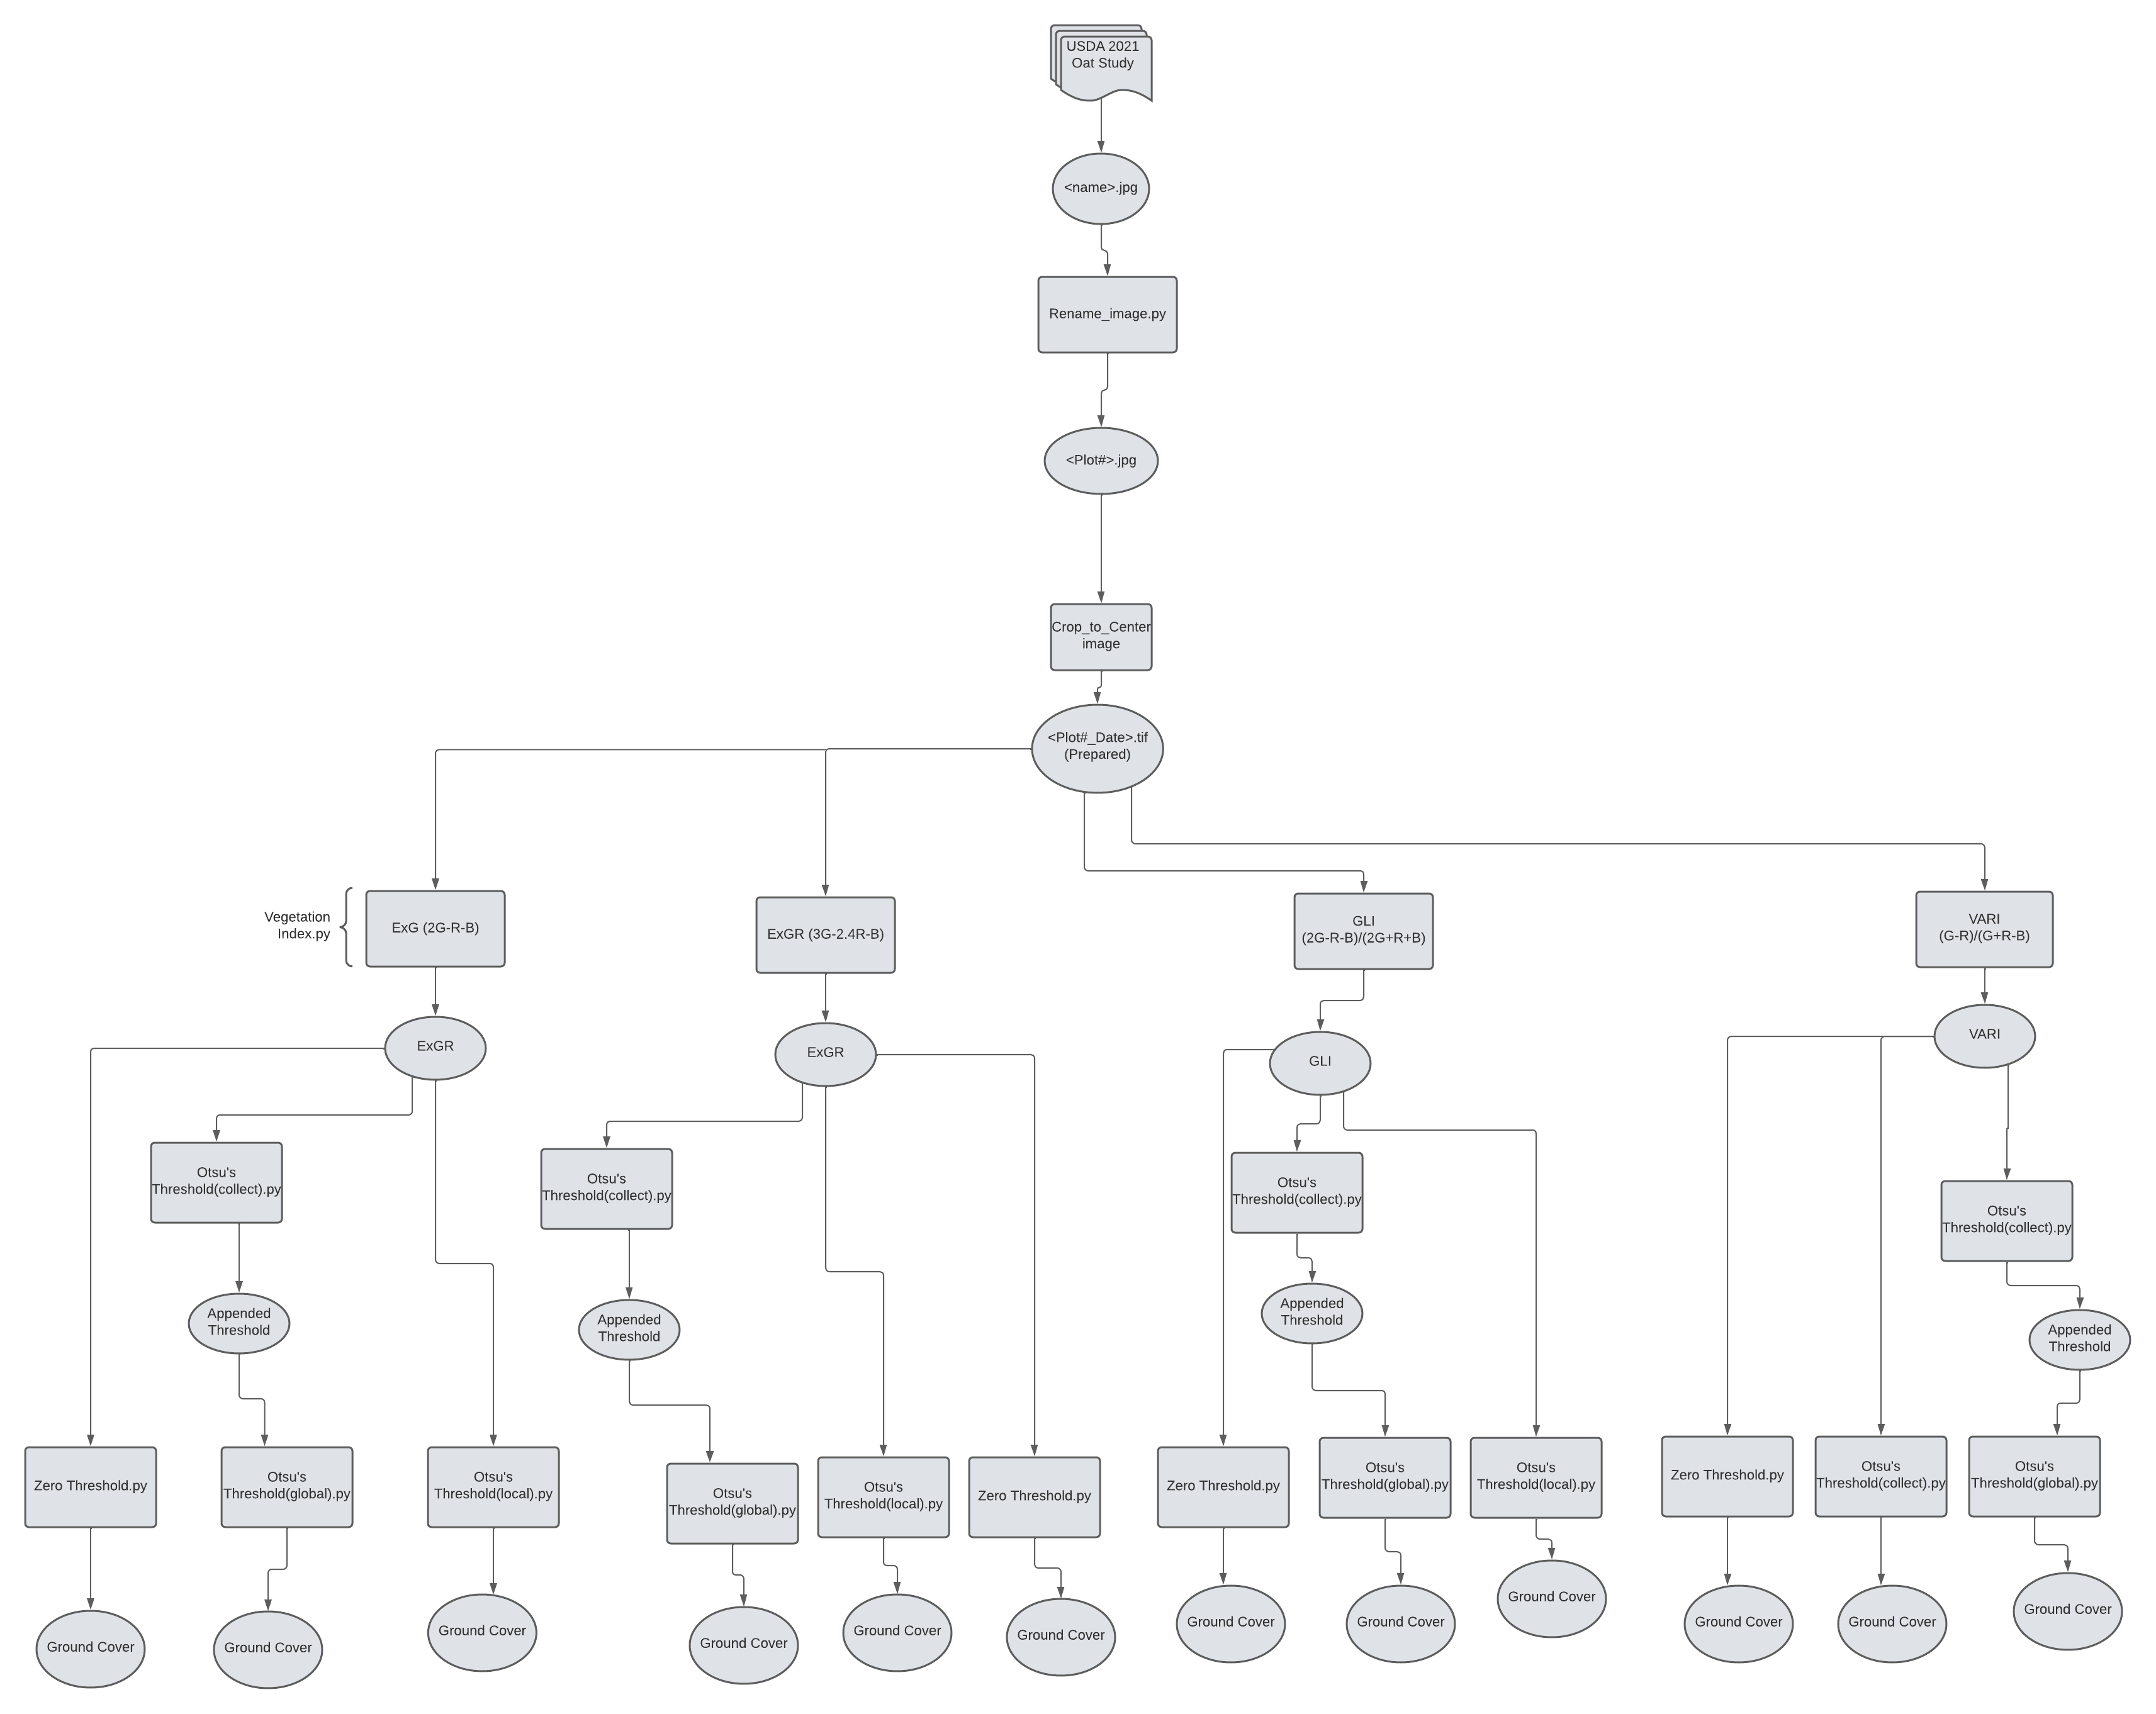 USDA 2021
Oat Study
<name>.jpg
Rename_image.py
<Plot#>.jpg
Crop_to_Center
image
<Plot#_Date>.tif
(Prepared)
Vegetation
Index.py
ExG (2G-R-B)
ExGR (3G-2.4R-B)
GLI
(2G-R-B)/(2G+R+B)
VARI
(G-R)/(G+R-B)
ExGR
ExGR
GLI
VARI
Otsu's
Threshold(collect).py
Otsu's
Threshold(collect).py
Otsu's
Threshold(collect).py
Otsu's
Threshold(collect).py
Appended
Threshold
Appended
Threshold
Appended
Threshold
Appended
Threshold
Zero Threshold.py
Otsu's
Threshold(global).py
Otsu's
Threshold(local).py
Otsu's
Threshold(global).py
Otsu's
Threshold(local).py
Zero Threshold.py
Zero Threshold.py
Otsu's
Threshold(global).py
Otsu's
Threshold(local).py
Zero Threshold.py
Otsu's
Threshold(collect).py
Otsu's
Threshold(global).py
Ground Cover
Ground Cover
Ground Cover
Ground Cover
Ground Cover
Ground Cover
Ground Cover
Ground Cover
Ground Cover
Ground Cover
Ground Cover
Ground Cover